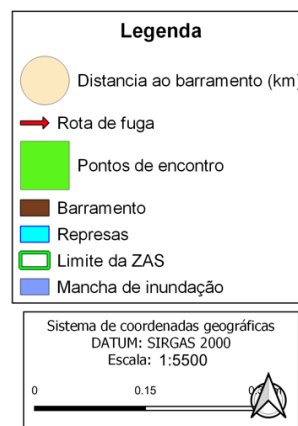 Legenda
Distancia ao barramento (km)
Rota de fuga
Pontos de encontro
Barramento
Represas
Limite da ZAS
Mancha de inundação
Sistema de coordenadas geográficas
DATUM: SIRGAS 2000
Escala: 1:5500
0 0.15